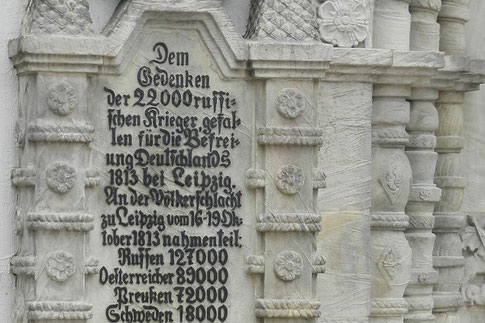 Dem
Gedenken
der 22000 russi-
schen Krieger, gefal-
len für die Befrei-
ung Deutschlands
1813 bei Leipzig.
An der Völkerschlacht
zu Leipzig vom 16-19.Ok-
tober 1813 nahmen teil:
Russen 127000
Oesterreicher 89000
Preußen 72000
Schweden 18000